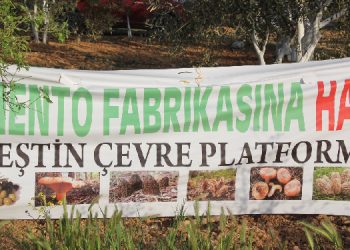 MENTO FABRİKASINA HA
EŞTİN ÇEVRE PLATFORM